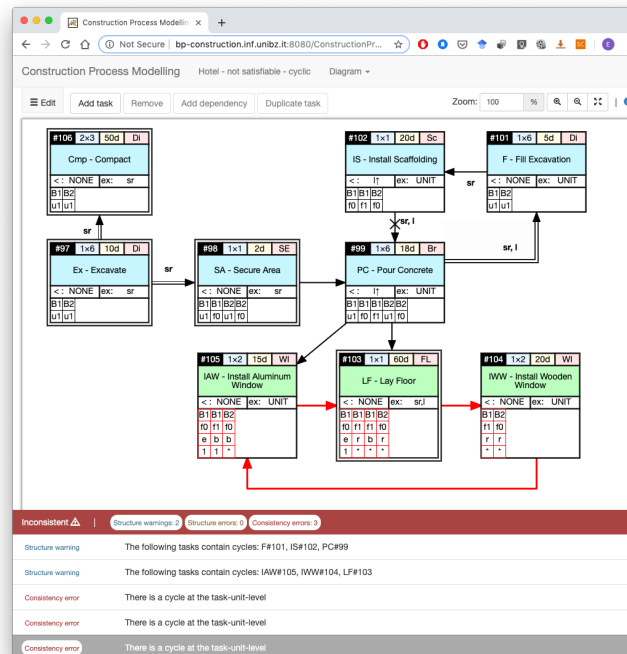 Construction Process Modellin
Not Secure | bp-construction.inf.unibz.it:8080/ConstructionPr...
E
Construction Process Modelling Hotel - not satisfiable - cyclic Diagram
Edit Add task Remove Add dependency Duplicate task Zoom: 100 %
#106 2×3 50d Di
Cmp - Compact
< : NONE ex: sr
B1 B2
u1 u1
#102 1×1 20d Sc
IS - Install Scaffolding
< : l↑ ex: UNIT
B1 B1 B2
f0 f1 f0
#101 1×6 5d Di
F - Fill Excavation
< : NONE ex: UNIT
B1 B2
u1 u1
sr
sr
sr, l
sr, l
#97 1×6 10d Di
Ex - Excavate
< : NONE ex: sr
B1 B2
u1 u1
sr
#98 1×1 2d SE
SA - Secure Area
< : NONE ex: sr
B1 B1 B2 B2
u1 f0 u1 f0
#99 1×6 18d Br
PC - Pour Concrete
< : l↑ ex: UNIT
B1 B1 B1 B2 B2
u1 f0 f1 u1 f0
#105 1×2 15d WI
IAW - Install Aluminum
Window
< : NONE ex: UNIT
B1 B1 B2
f0 f1 f0
e b b
1 1 *
#103 1×1 60d FL
LF - Lay Floor
< : NONE ex: sr,l
B1 B1 B1 B2
f0 f0 f1 f0
e r b r
1 * * *
#104 1×2 20d WI
IWW - Install Wooden
Window
< : NONE ex: UNIT
B1 B2
f0 f0
r r
* *
Inconsistent | Structure warnings: 2 Structure errors: 0 Consistency errors: 3
Structure warning The following tasks contain cycles: F#101, IS#102, PC#99
Structure warning The following tasks contain cycles: IAW#105, IWW#104, LF#103
Consistency error There is a cycle at the task-unit-level
Consistency error There is a cycle at the task-unit-level
Consistency error There is a cycle at the task-unit-level